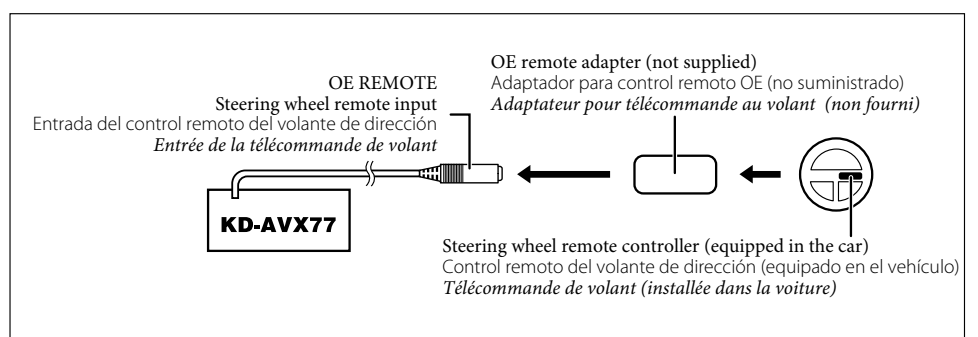 OE remote adapter (not supplied)
Adaptador para control remoto OE (no suministrado)
Adaptateur pour télécommande au volant (non fourni)
OE REMOTE
Steering wheel remote input
Entrada del control remoto del volante de dirección
Entrée de la télécommande de volant
KD-AVX77
Steering wheel remote controller (equipped in the car)
Control remoto del volante de dirección (equipado en el vehículo)
Télécommande de volant (installée dans la voiture)